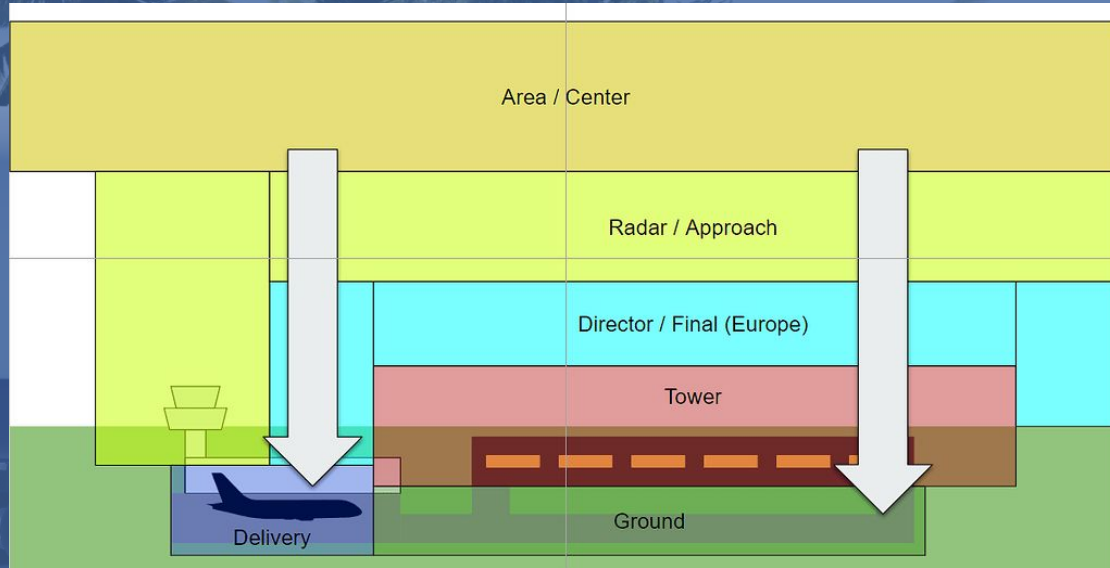 Area / Center
Radar / Approach
Director / Final (Europe)
Tower
Ground
Delivery